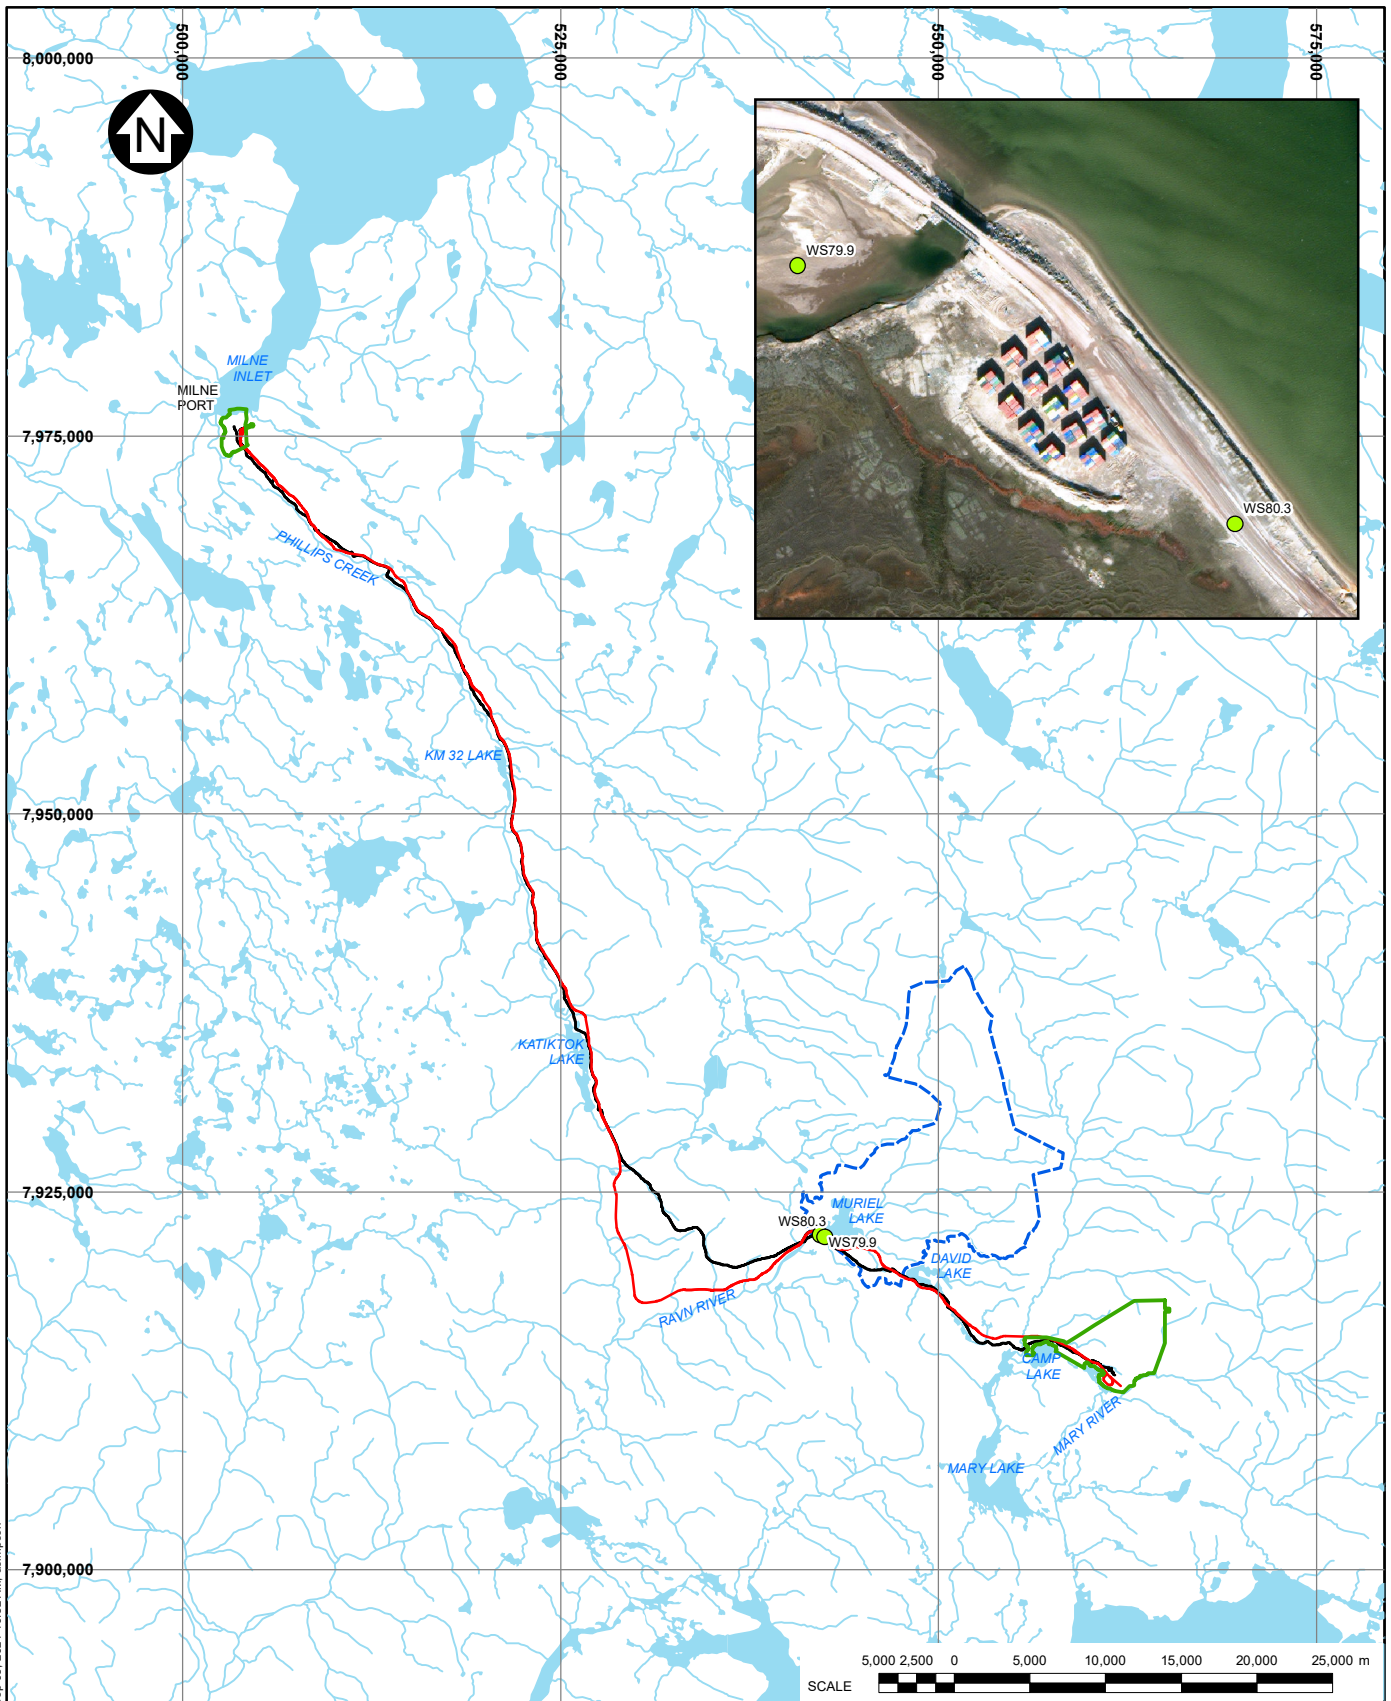 500,000
525,000
550,000
575,000
8,000,000
N
WS79.9
WS80.3
MILNE
INLET
MILNE
PORT
7,975,000
PHILLIPS CREEK
KM 32 LAKE
7,950,000
KATIKTOK
LAKE
7,925,000
MURIEL
LAKE
WS80.3
WS79.9
DAVID
LAKE
RAVN RIVER
CAMP
LAKE
MARY RIVER
MARY LAKE
7,900,000
5,000 2,500 0 5,000 10,000 15,000 20,000 25,000 m
SCALE